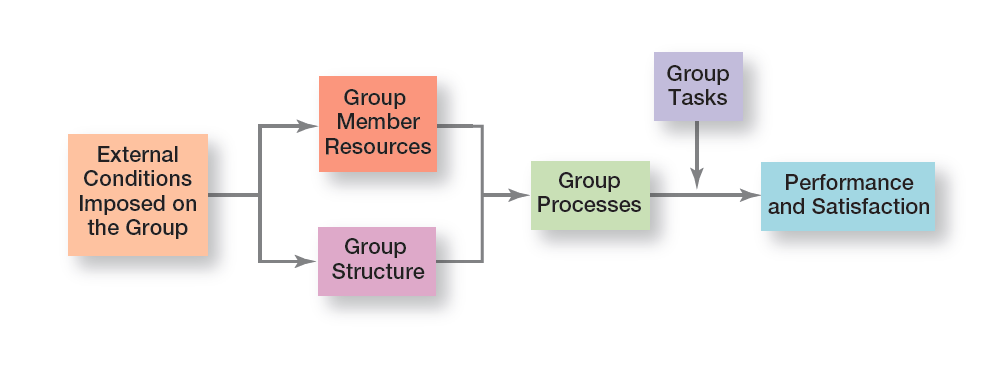 External
Conditions
Imposed on
the Group
Group
Member
Resources
Group
Structure
Group
Processes
Group
Tasks
Performance
and Satisfaction